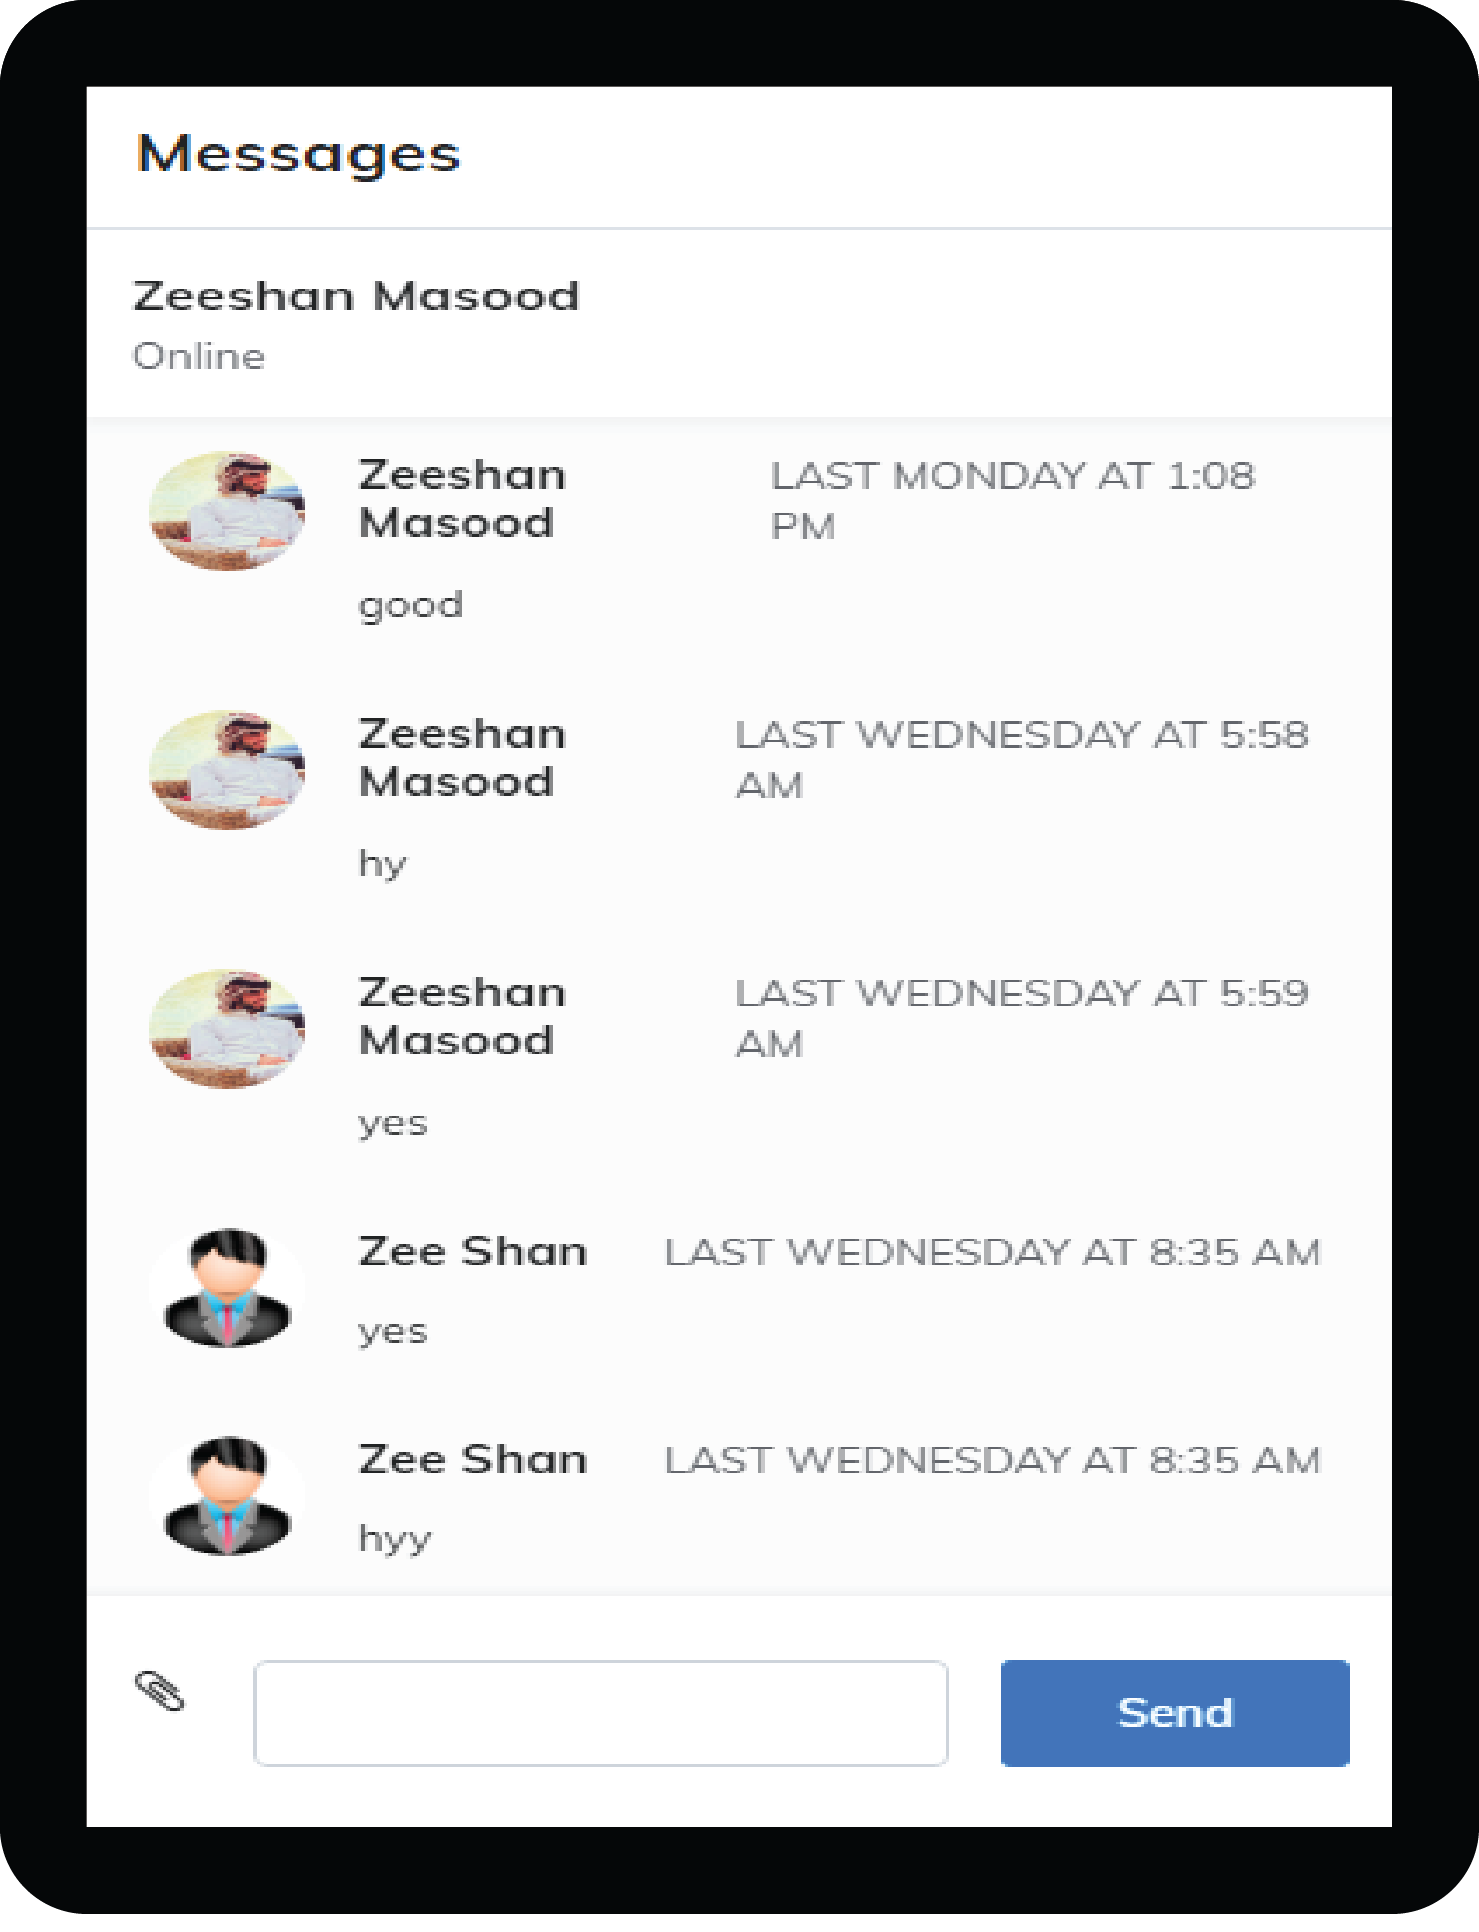 Messages
Zeeshan Masood
Online
Zeeshan
Masood
LAST MONDAY AT 1:08
PM
good
Zeeshan
Masood
LAST WEDNESDAY AT 5:58
AM
hy
Zeeshan
Masood
LAST WEDNESDAY AT 5:59
AM
yes
Zee Shan LAST WEDNESDAY AT 8:35 AM
yes
Zee Shan LAST WEDNESDAY AT 8:35 AM
hyy
Send